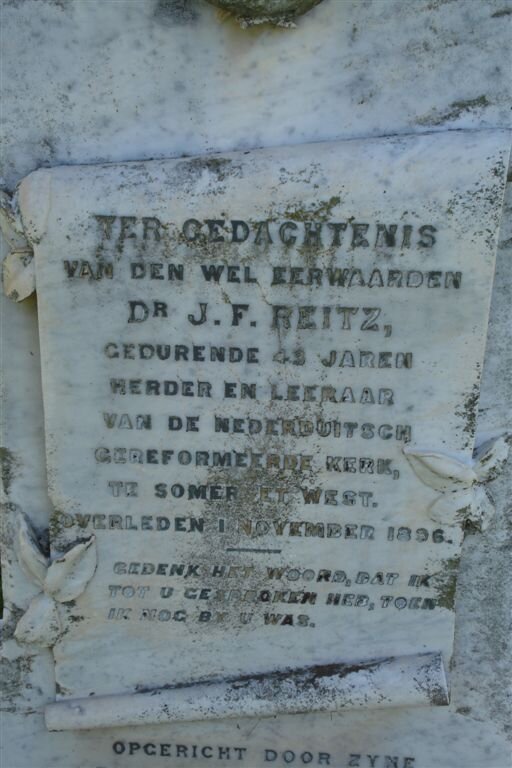 TER GEDACHTENIS
VAN DEN WEL EERWAARDEN
DR J. F. REITZ,
GEDURENDE 43 JAREN
HERDER EN LEERAAR
VAN DE NEDERDUITSCH
GEREFORMEERDE KERK,
TE SOMERSET WEST.
OVERLEDEN 1 NOVEMBER 1896.
GEDENK HET WOORD, DAT IK
TOT U GESPROKEN HEB, TOEN
IK NOG BY U WAS.
OPGERICHT DOOR ZYNE